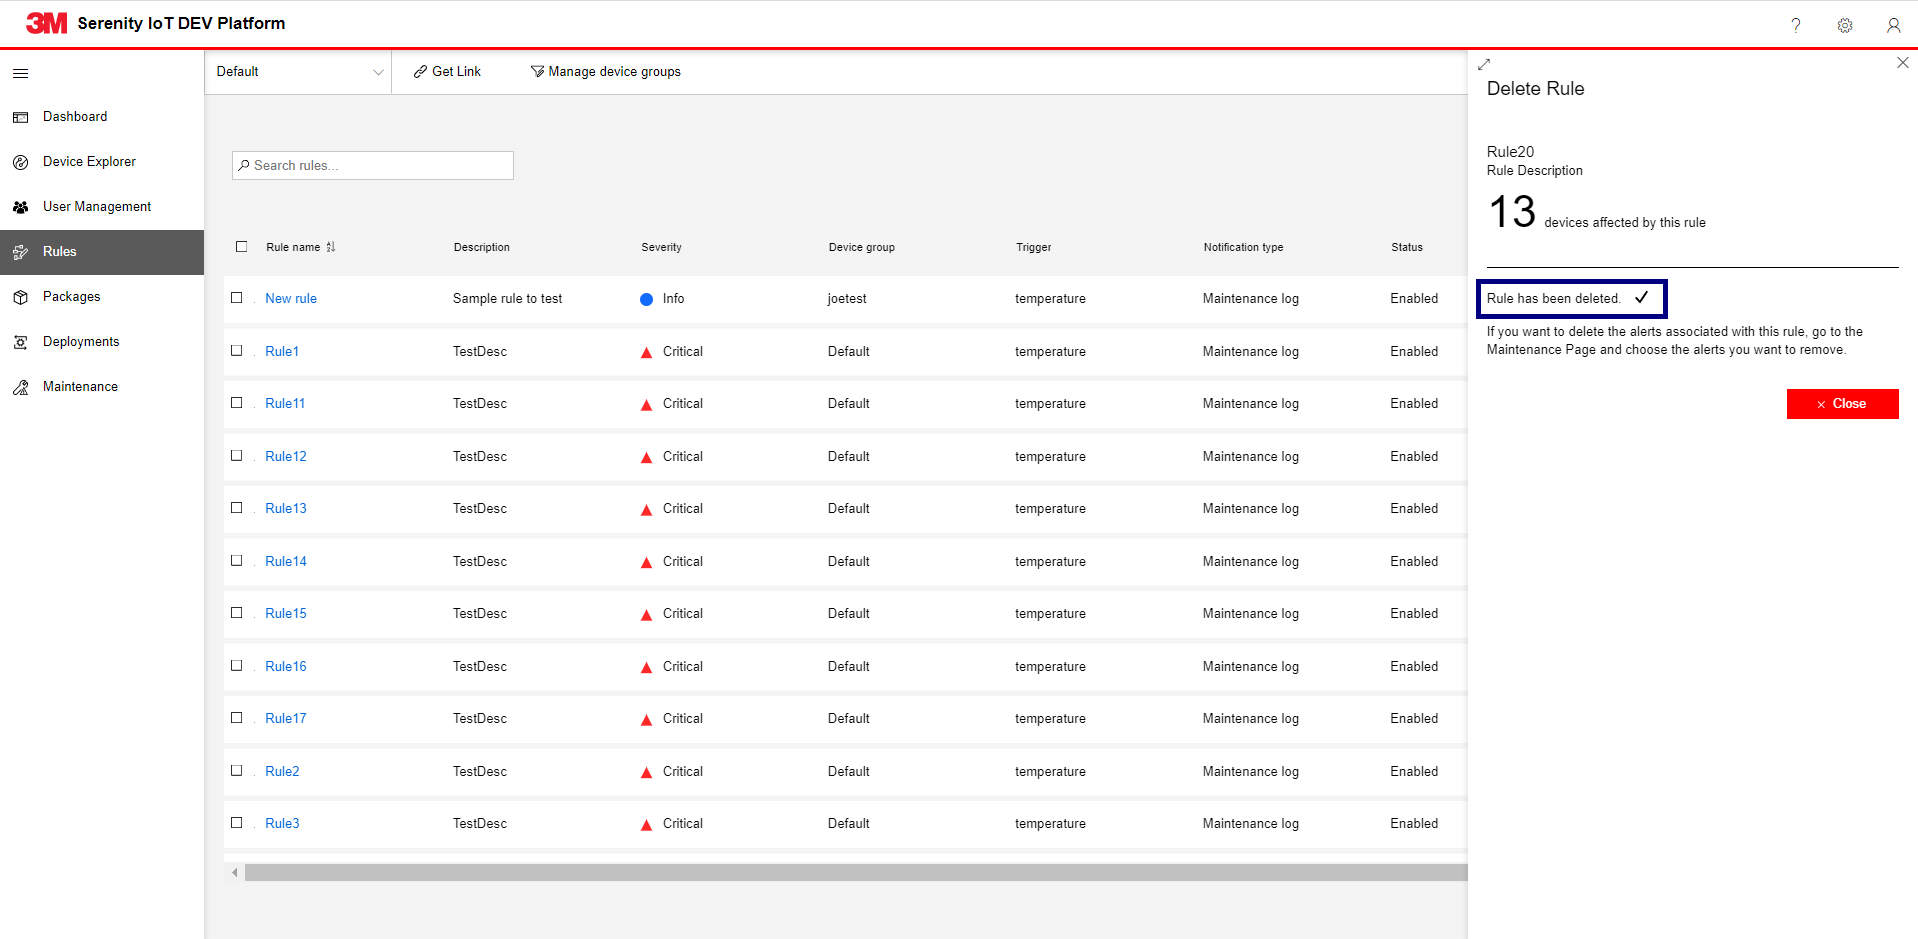 3M Serenity IoT DEV Platform
?
Default
Get Link
Manage device groups
Dashboard
Device Explorer
User Management
Rules
Packages
Deployments
Maintenance
Search rules...
Rule name Description Severity Device group Trigger Notification type Status
New rule Sample rule to test Info joetest temperature Maintenance log Enabled
Rule1 TestDesc Critical Default temperature Maintenance log Enabled
Rule11 TestDesc Critical Default temperature Maintenance log Enabled
Rule12 TestDesc Critical Default temperature Maintenance log Enabled
Rule13 TestDesc Critical Default temperature Maintenance log Enabled
Rule14 TestDesc Critical Default temperature Maintenance log Enabled
Rule15 TestDesc Critical Default temperature Maintenance log Enabled
Rule16 TestDesc Critical Default temperature Maintenance log Enabled
Rule17 TestDesc Critical Default temperature Maintenance log Enabled
Rule2 TestDesc Critical Default temperature Maintenance log Enabled
Rule3 TestDesc Critical Default temperature Maintenance log Enabled
Delete Rule
Rule20
Rule Description
13 devices affected by this rule
Rule has been deleted.
If you want to delete the alerts associated with this rule, go to the
Maintenance Page and choose the alerts you want to remove.
Close